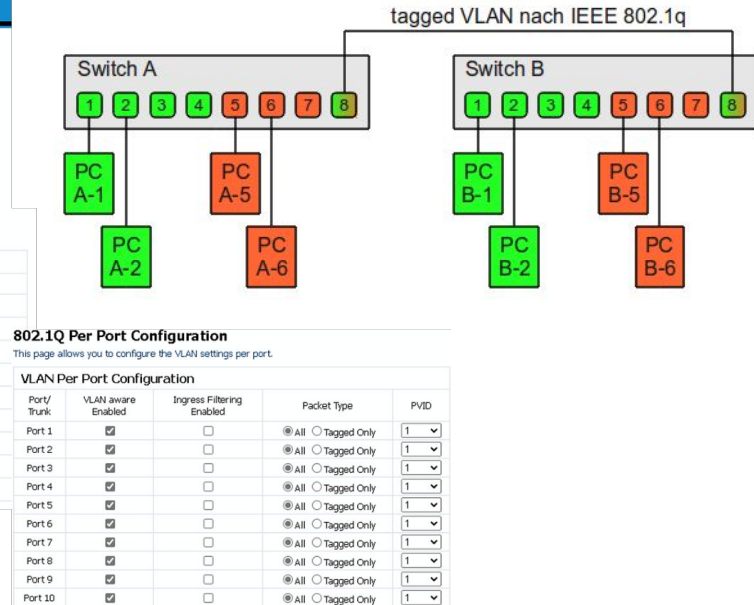 tagged VLAN nach IEEE 802.1q
Switch A
1 2 3 4 5 6 7 8
PC A-1
PC A-2
PC A-5
PC A-6
Switch B
1 2 3 4 5 6 7 8
PC B-1
PC B-2
PC B-5
PC B-6
802.1Q Per Port Configuration
This page allows you to configure the VLAN settings per port.
VLAN Per Port Configuration
Port/ Trunk VLAN aware Enabled Ingress Filtering Enabled Packet Type PVID
Port 1 All Tagged Only 1
Port 2 All Tagged Only 1
Port 3 All Tagged Only 1
Port 4 All Tagged Only 1
Port 5 All Tagged Only 1
Port 6 All Tagged Only 1
Port 7 All Tagged Only 1
Port 8 All Tagged Only 1
Port 9 All Tagged Only 1
Port 10 All Tagged Only 1